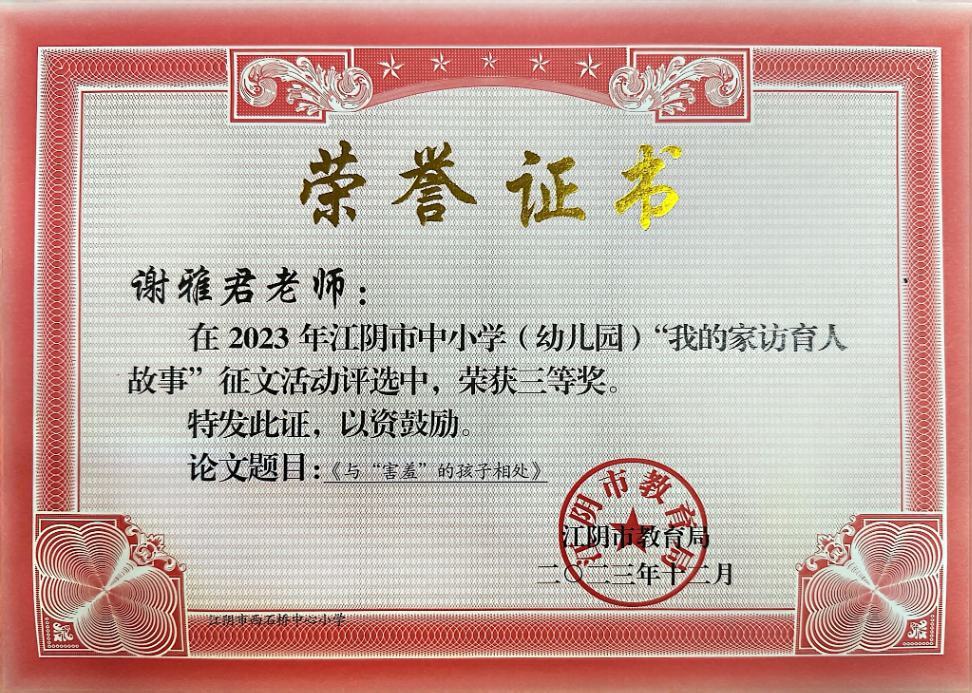 荣誉证书
谢雅君老师：
在 2023 年江阴市中小学（幼儿园）“我的家访育人
故事”征文活动评选中，荣获三等奖。
特发此证，以资鼓励。
论文题目：《与“害羞”的孩子相处》
江阴市教育局
江阴市教育局
二〇二三年十二月
江阴市西石桥中心小学